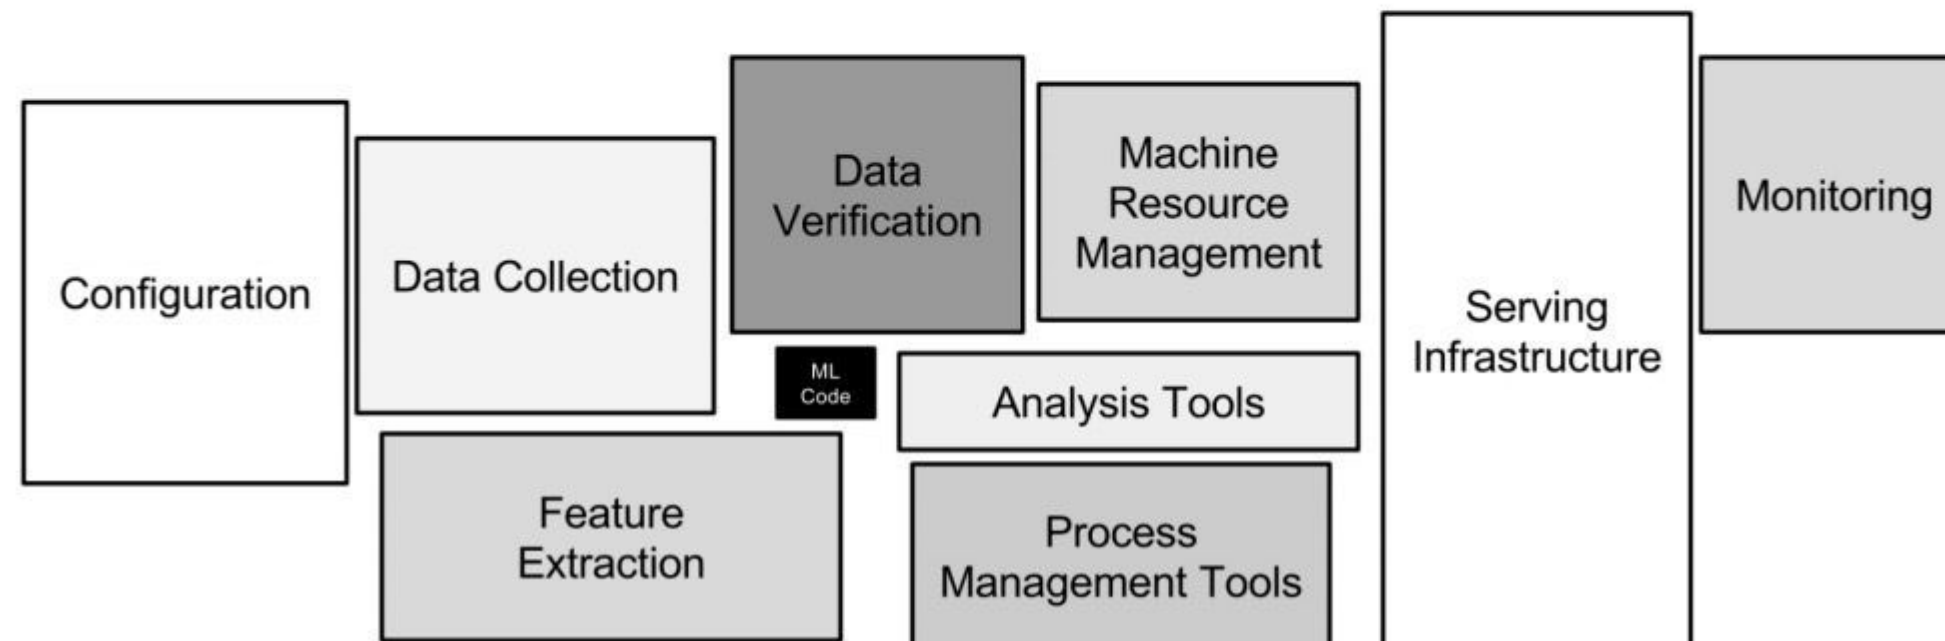 Configuration
Data Collection
Feature
Extraction
Data
Verification
ML
Code
Machine
Resource
Management
Analysis Tools
Process
Management Tools
Serving
Infrastructure
Monitoring